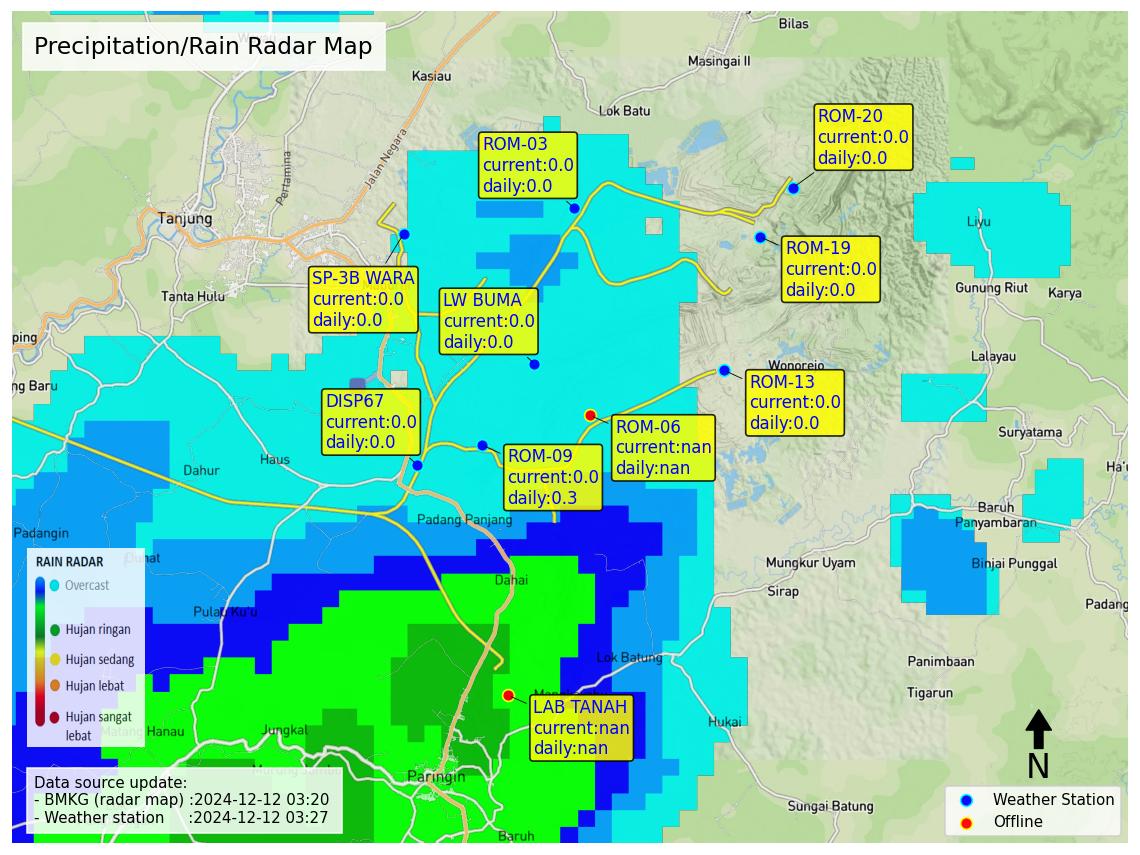 Bilas
Precipitation/Rain Radar Map
Masingai II
Kasiau
Lok Batu
ROM-20
current:0.0
daily:0.0
ROM-03
current:0.0
daily:0.0
Jalan Negara
Pertamina
Tanjung
Liyu
ROM-19
current:0.0
daily:0.0
SP-3B WARA
current:0.0
daily:0.0
Tanta Hulu
LW BUMA
current:0.0
daily:0.0
Gunung Riut
Karya
ping
Lalayau
Wonorejo
ng Baru
ROM-13
current:0.0
daily:0.0
DISP67
current:0.0
daily:0.0
ROM-06
current:nan
daily:nan
Suryatama
Haus
Dahur
ROM-09
current:0.0
daily:0.3
Ha'u
Baruh
Panyambaran
Padang Panjang
Padangin
Mungkur Uyam
Binjai Punggal
Dahai
Sirap
Padang
Pulau Ku'u
RAIN RADAR
Overcast
Hujan ringan
Hujan sedang
Hujan lebat
Hujan sangat
lebat
Lok Batung
Panimbaan
Tigarun
LAB TANAH
current:nan
daily:nan
Hukai
Matang Hanau
Jungkal
Paringin
N
Data source update:
- BMKG (radar map) :2024-12-12 03:20
- Weather station :2024-12-12 03:27
Sungai Batung
Weather Station
Offline
Baruh